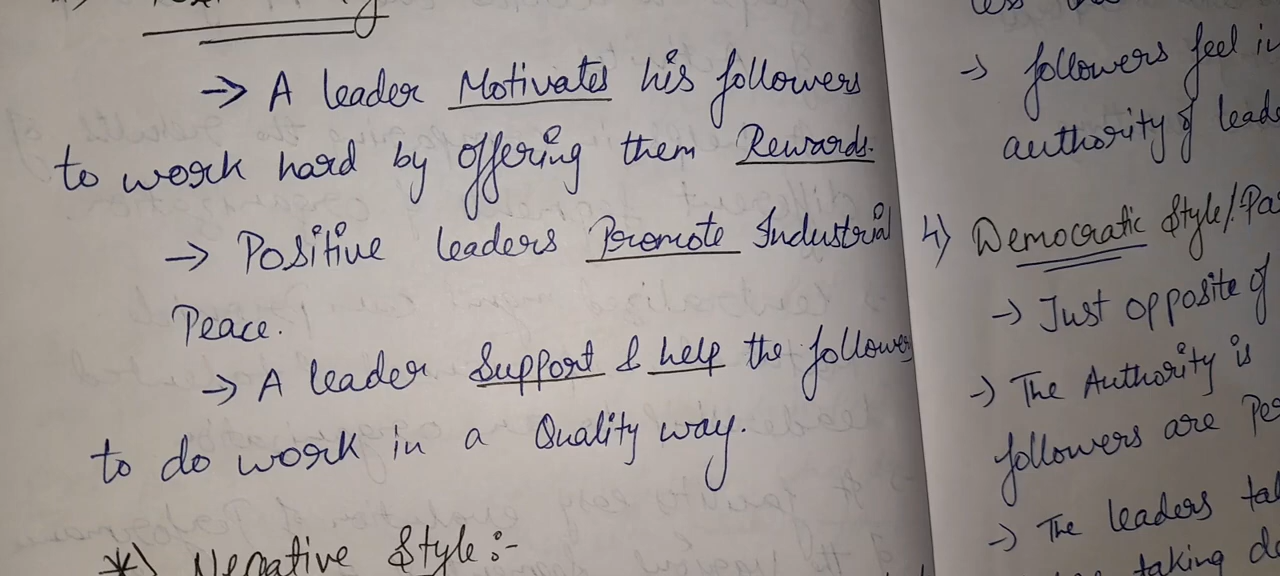 → A leader Motivates his followers
to work hard by offering them Rewards.
→ Positive leaders Promote Industrial
Peace.
→ A leader Support & help the follower
to do work in a Quality way.
*) Negative Style:-
→ followers feel
authority of
4) Democratic Style/
→ Just opposite of
→ The Authority is
followers are
→ The leaders
taking